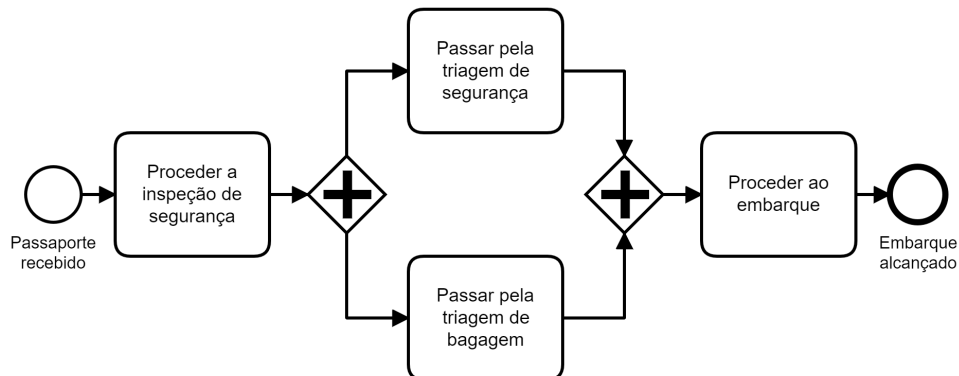 Passaporte
recebido
Proceder a
inspeção de
segurança
Passar pela
triagem de
segurança
Passar pela
triagem de
bagagem
Proceder ao
embarque
Embarque
alcançado